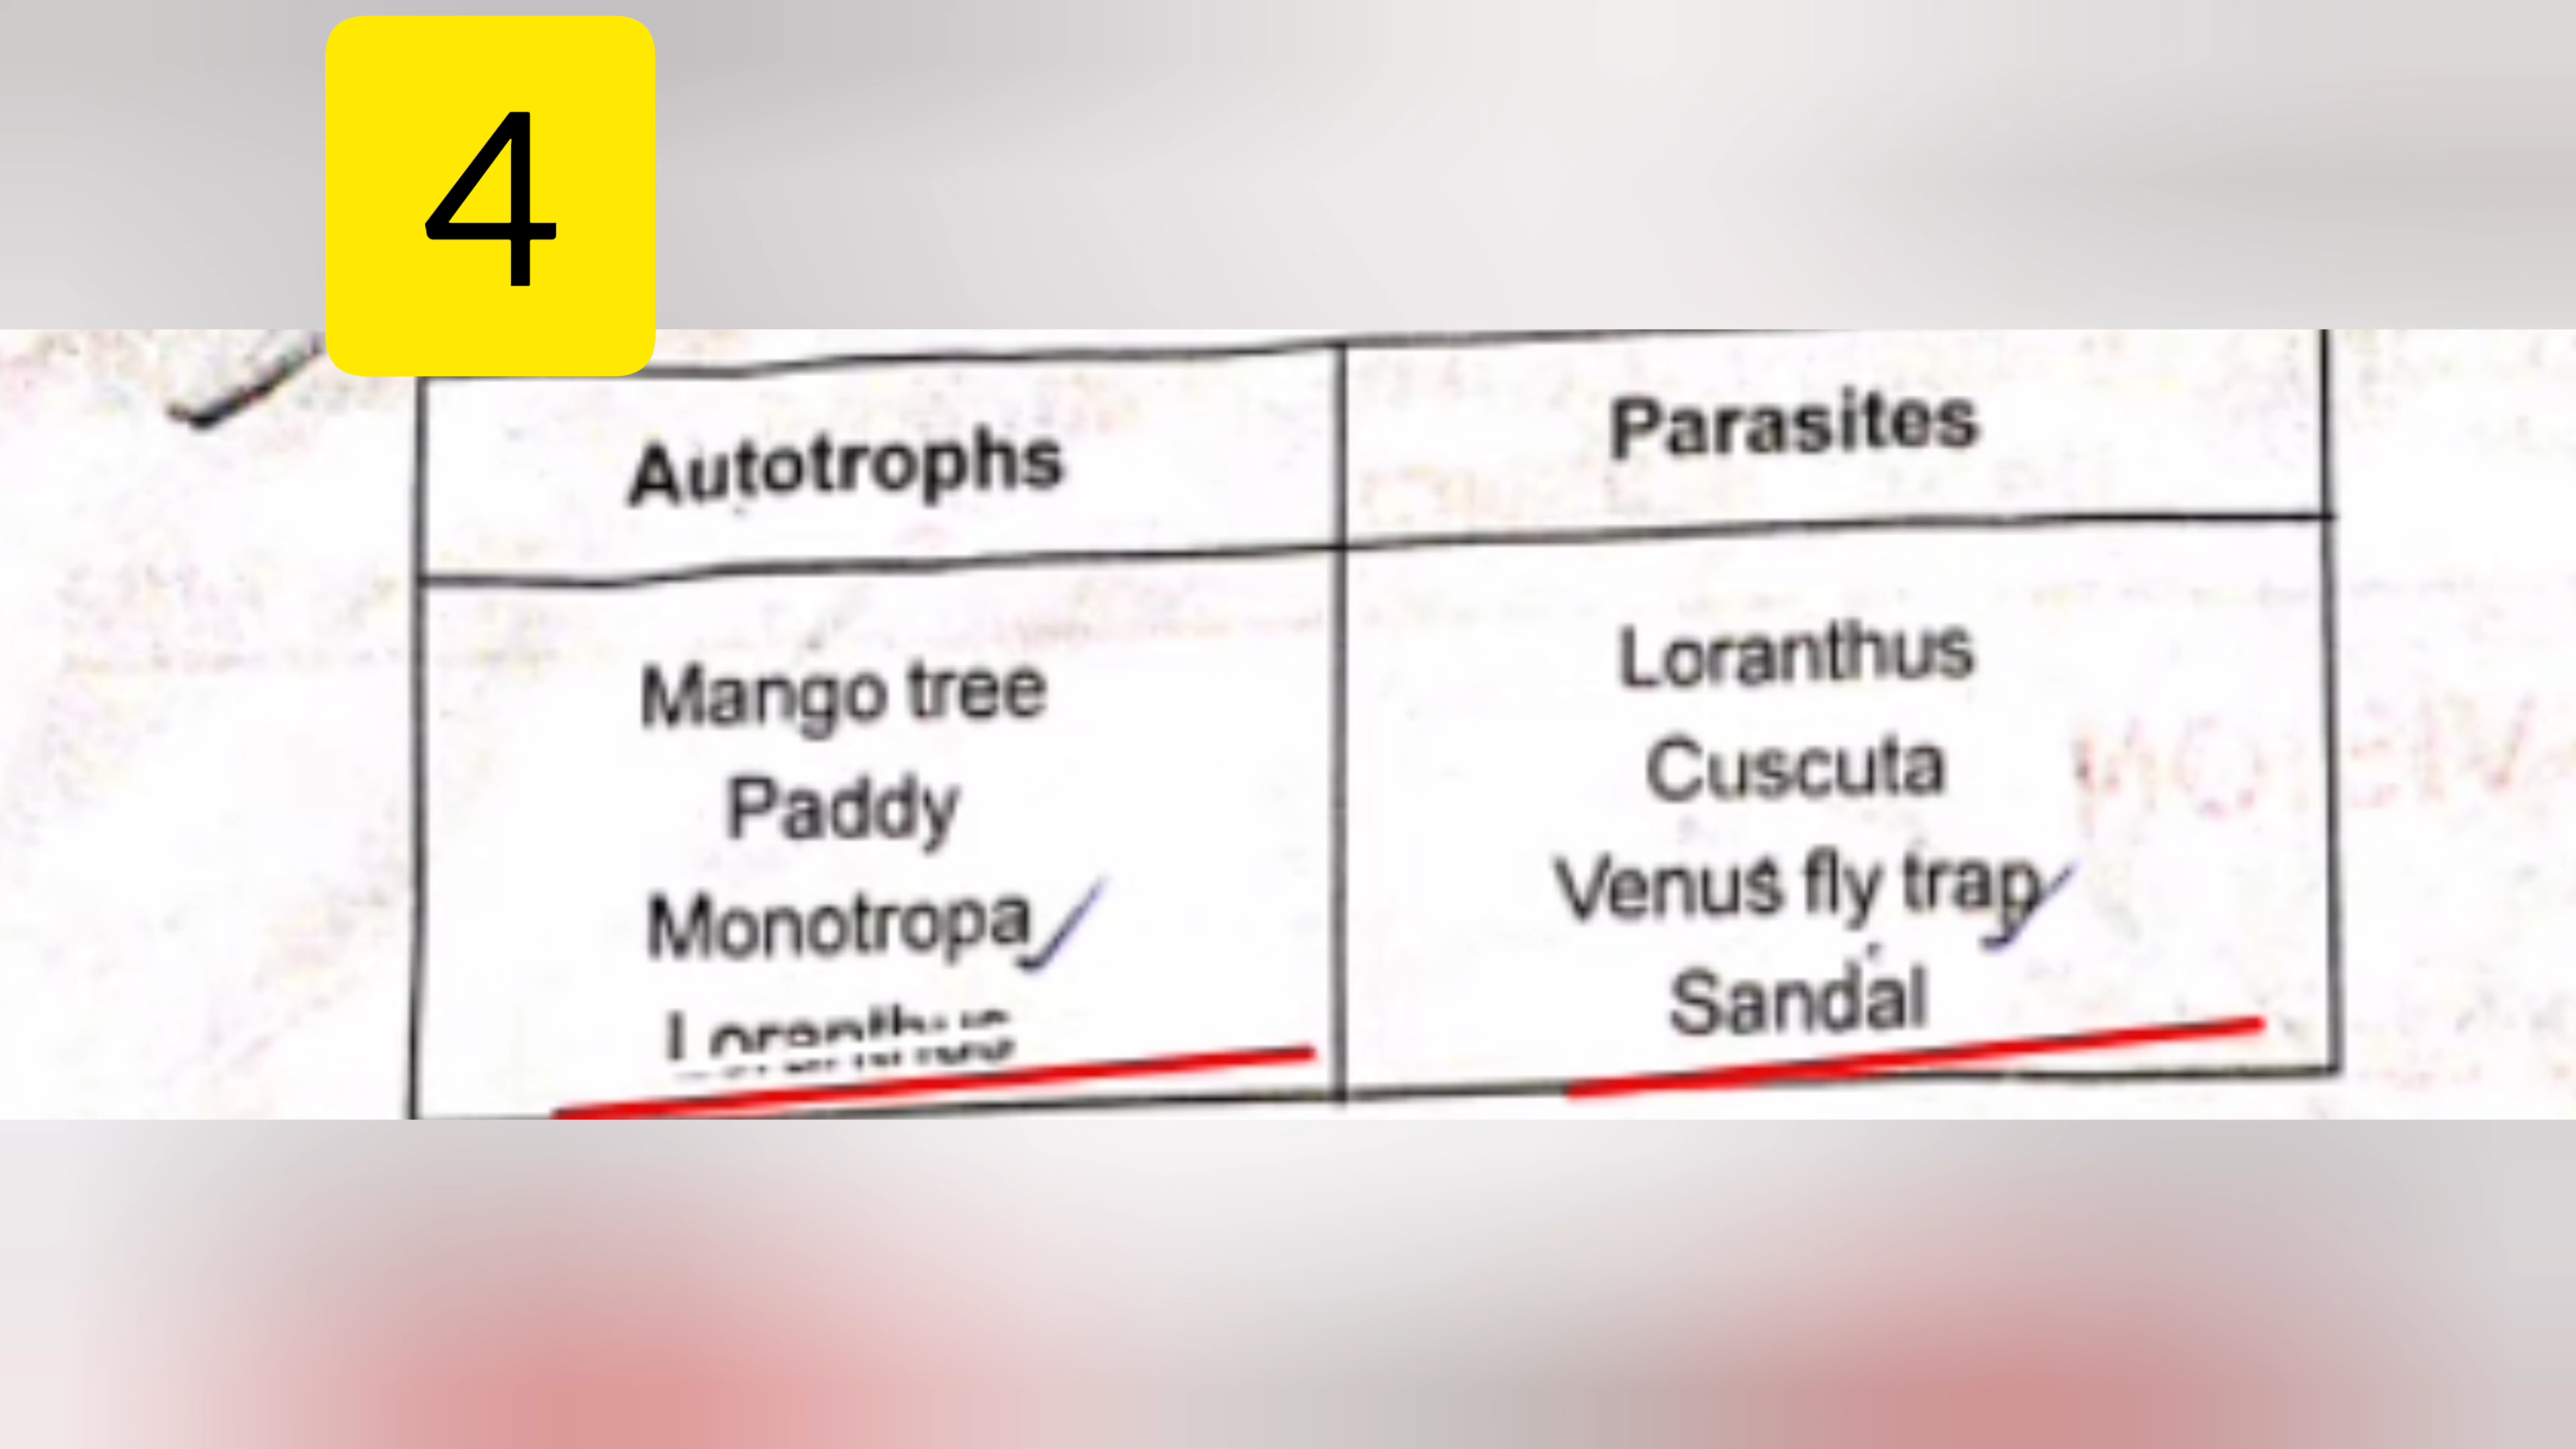 4
Autotrophs
Parasites
Mango tree
Paddy
Monotropa
Loranthus
Cuscuta
Venus fly trap
Sandal